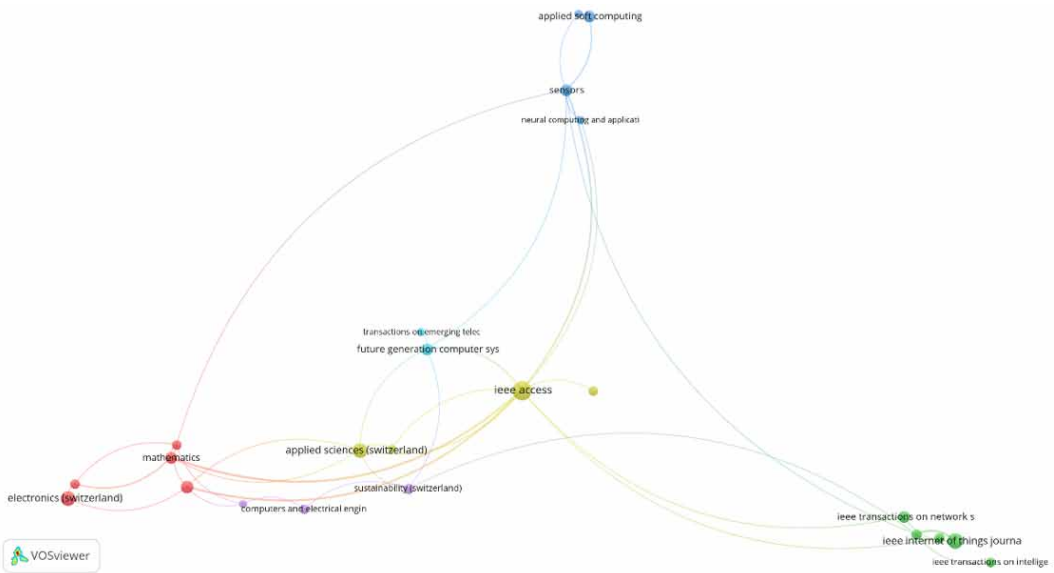 applied soft computing
sensors
neural computing and applicati
transactions on emerging telec
future generation computer sys
ieee access
applied sciences (switzerland)
mathematics
sustainability (switzerland)
electronics (switzerland)
computers and electrical engin
ieee transactions on network s
ieee internet of things journa
ieee transactions on intellige
VOSviewer